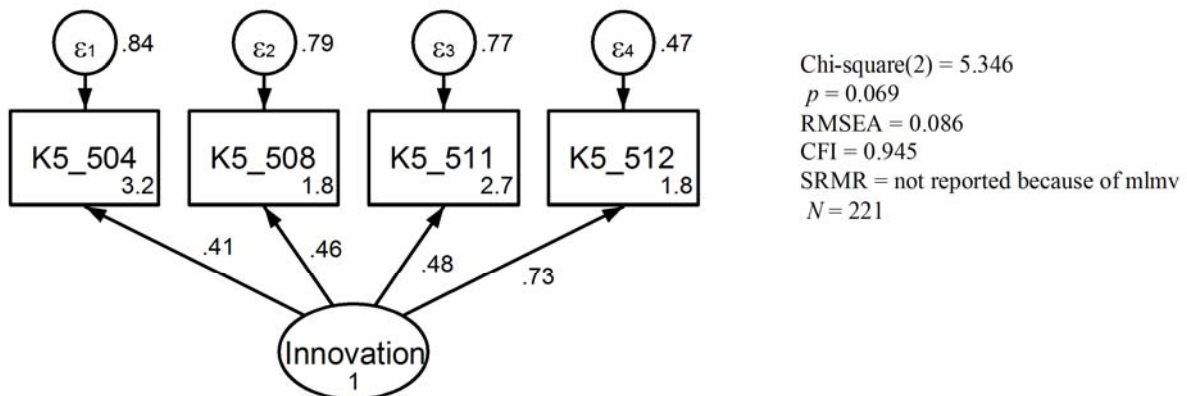 ε1 .84
ε2 .79
ε3 .77
ε4 .47
K5_504
3.2
K5_508
1.8
K5_511
2.7
K5_512
1.8
.41
.46
.48
.73
Innovation
1
Chi-square(2) = 5.346
p = 0.069
RMSEA = 0.086
CFI = 0.945
SRMR = not reported because of mlmv
N = 221